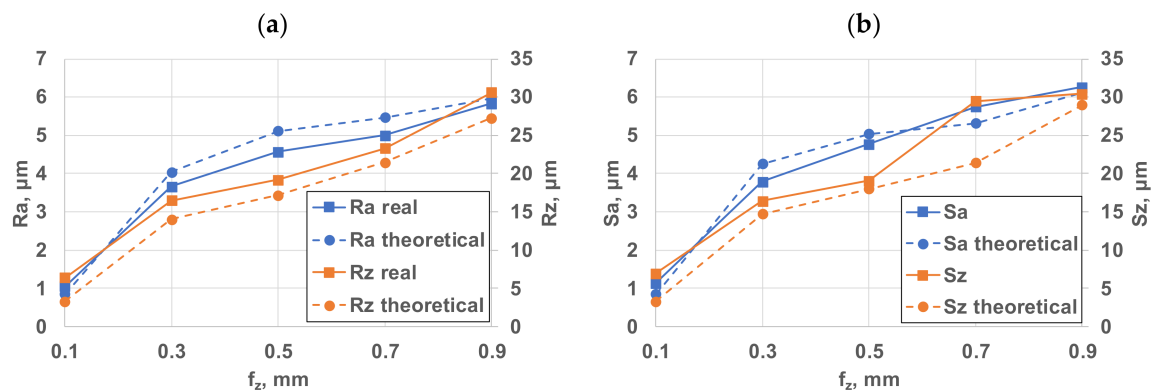 (a)
7
6
5
4
3
2
1
0
Ra, µm
35
30
25
20
15
10
5
0
Rz, µm
Ra real
Ra theoretical
Rz real
Rz theoretical
0.1 0.3 0.5 0.7 0.9
fz, mm
(b)
7
6
5
4
3
2
1
0
Sa, µm
35
30
25
20
15
10
5
0
Sz, µm
Sa
Sa theoretical
Sz
Sz theoretical
0.1 0.3 0.5 0.7 0.9
fz, mm